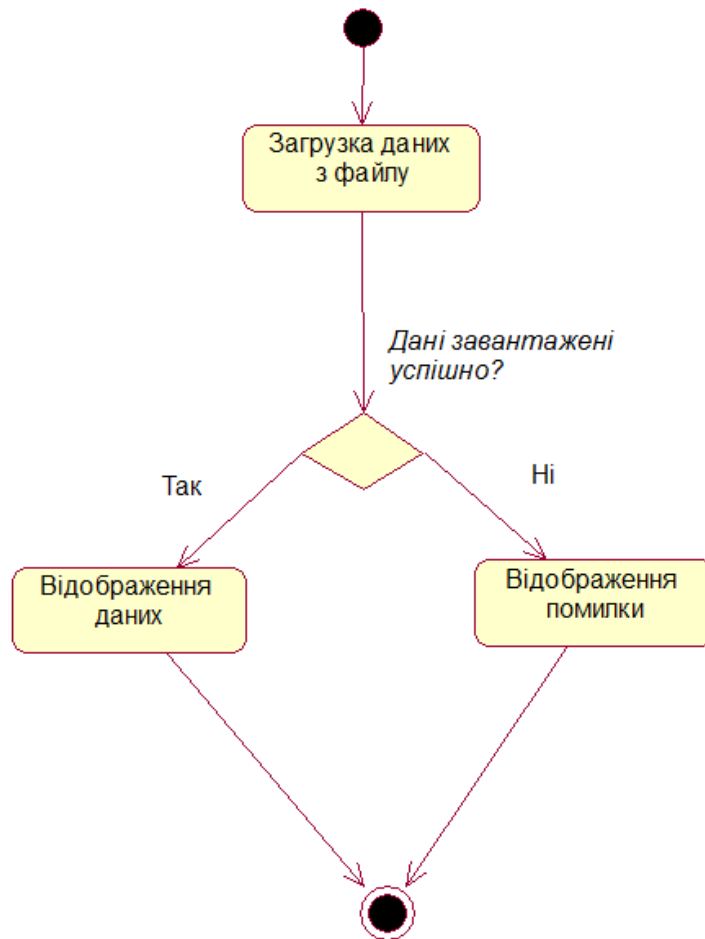 Загрузка даних
з файлу
Дані завантажені
успішно?
Так
Ні
Відображення
даних
Відображення
помилки